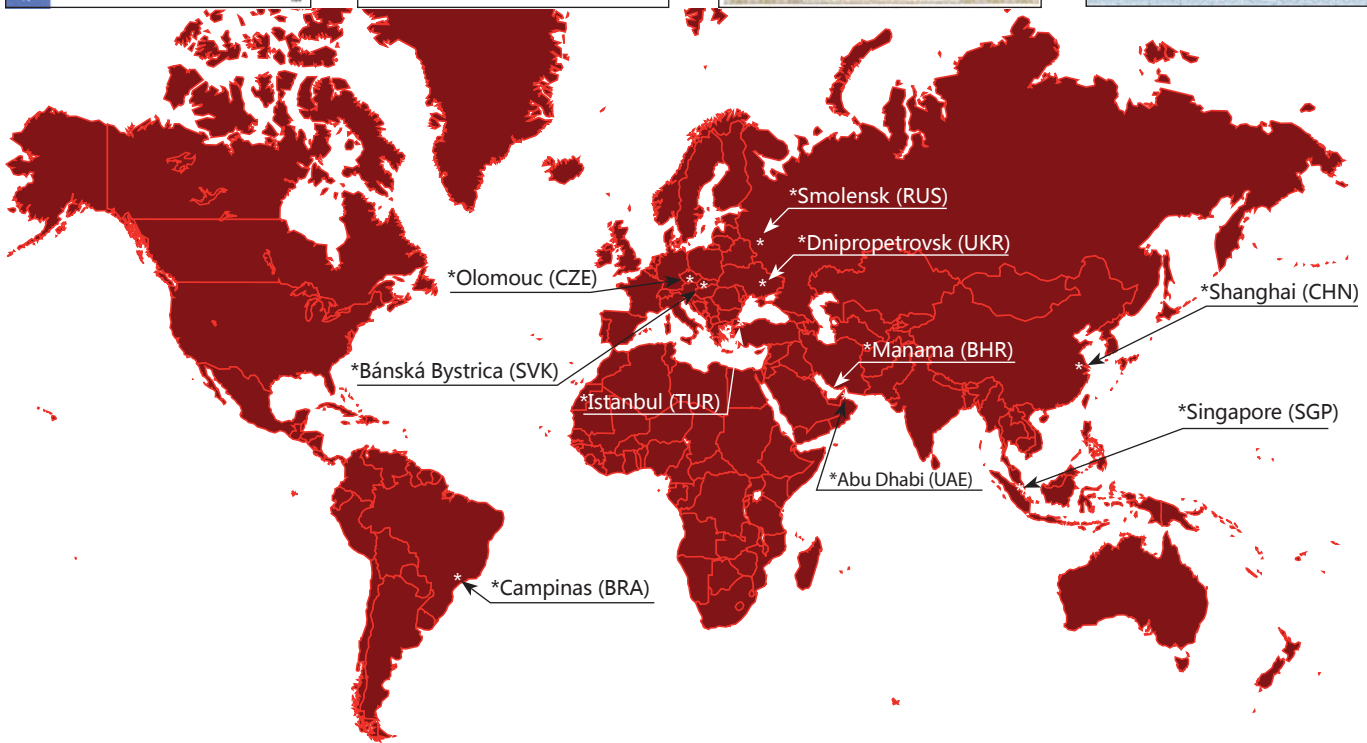 *Smolensk (RUS)
*Dnipropetrovsk (UKR)
*Olomouc (CZE)
*Shanghai (CHN)
*Manama (BHR)
*Bánská Bystrica (SVK)
*Istanbul (TUR)
*Singapore (SGP)
*Abu Dhabi (UAE)
*Campinas (BRA)